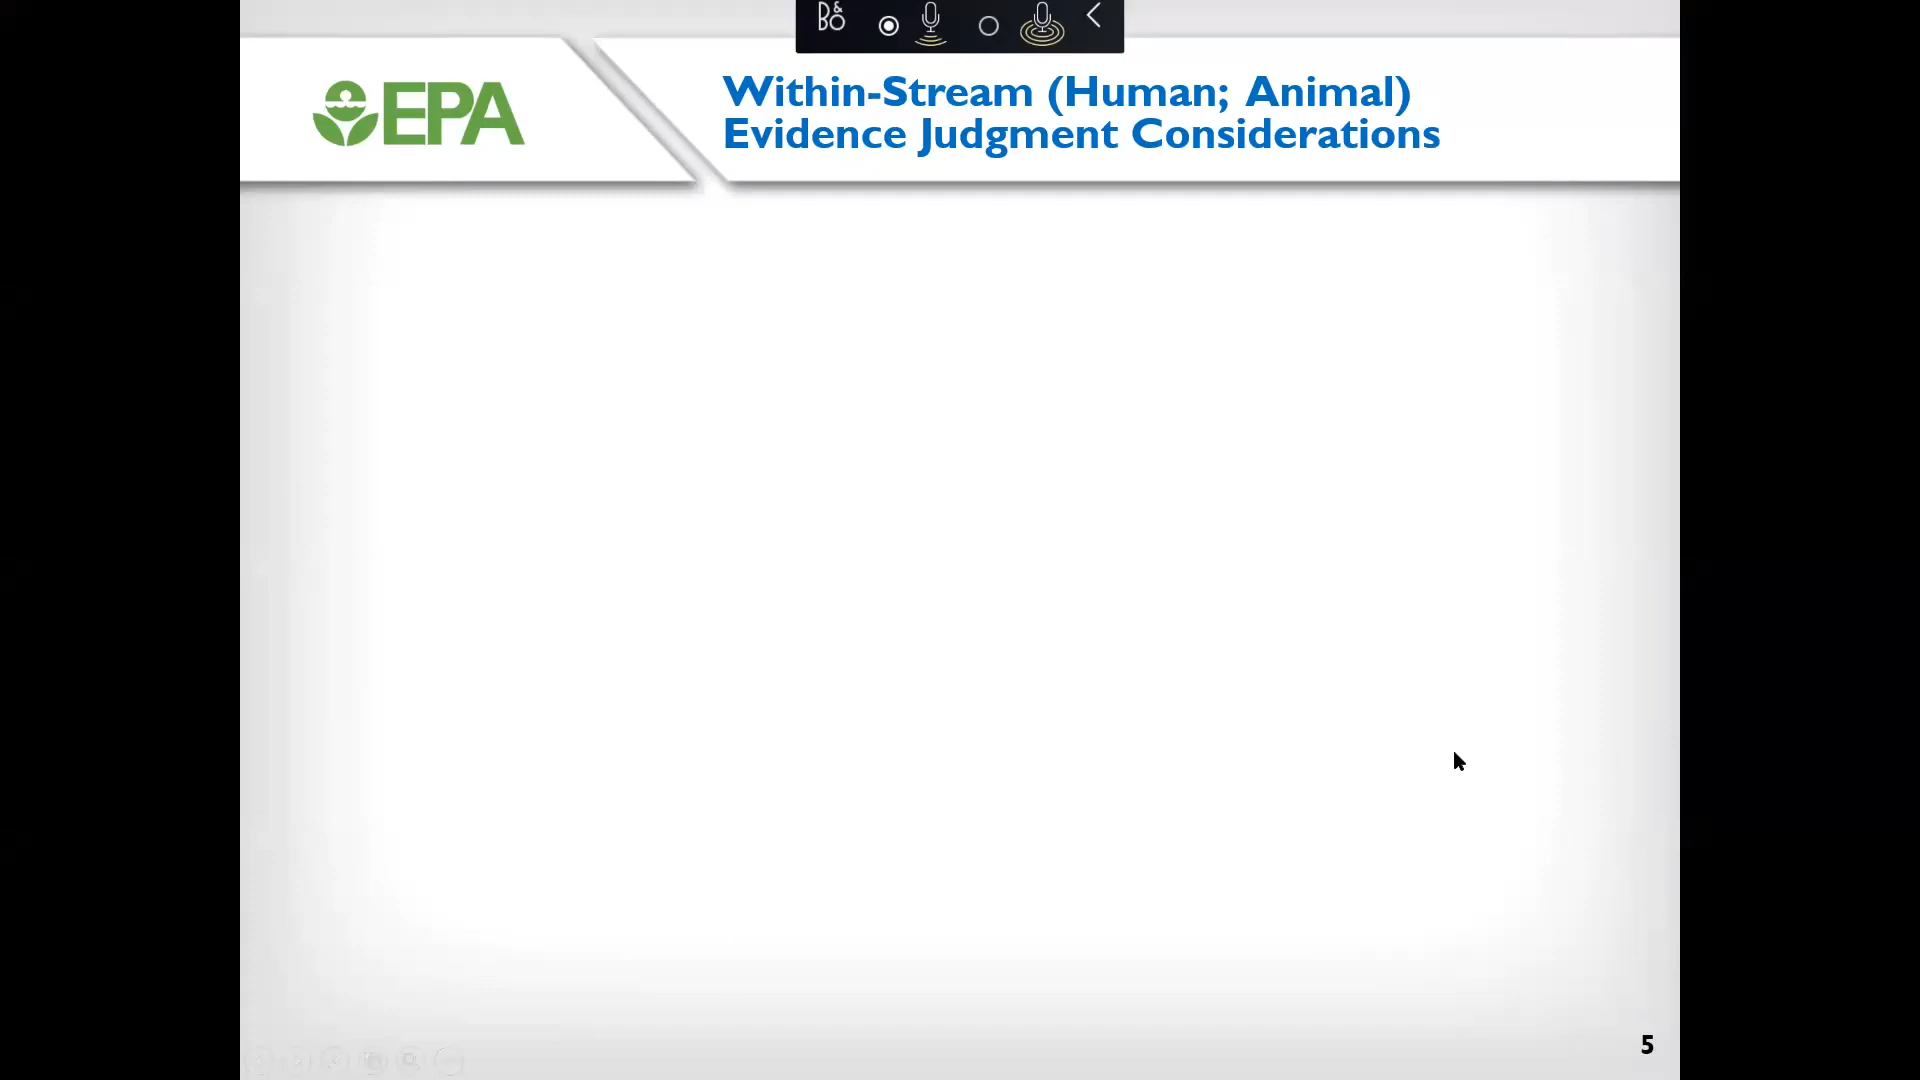 B&O
EPA
Within-Stream (Human; Animal)
Evidence Judgment Considerations
5